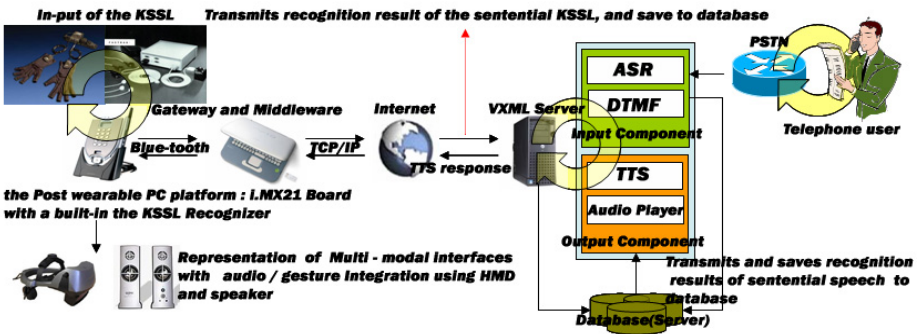 In-put of the KSSL
Transmits recognition result of the sentential KSSL, and save to database
PSTN
ASR
DTMF
Input Component
Telephone user
Gateway and Middleware
Internet
VXML Server
Blue-tooth
TCP/IP
TTS response
TTS
Audio Player
Output Component
the Post wearable PC platform : i.MX21 Board
with a built-in the KSSL Recognizer
Representation of Multi - modal interfaces
with audio / gesture Integration using HMD
and speaker
Transmits and saves recognition
results of sentential speech to
database
Database(Server)